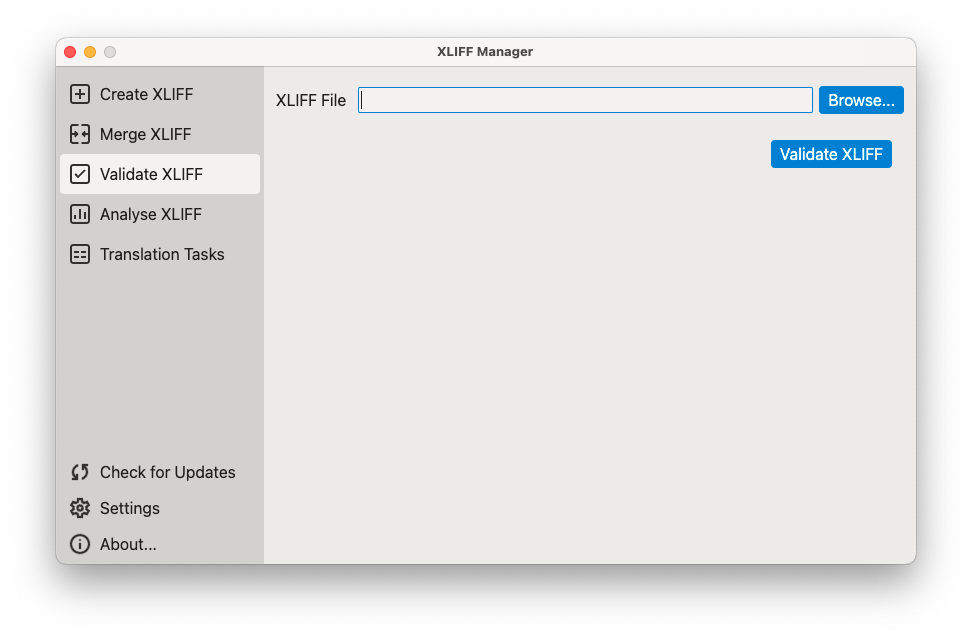 XLIFF Manager
Create XLIFF
Merge XLIFF
Validate XLIFF
Analyse XLIFF
Translation Tasks
Check for Updates
Settings
About...
XLIFF File
Browse...
Validate XLIFF